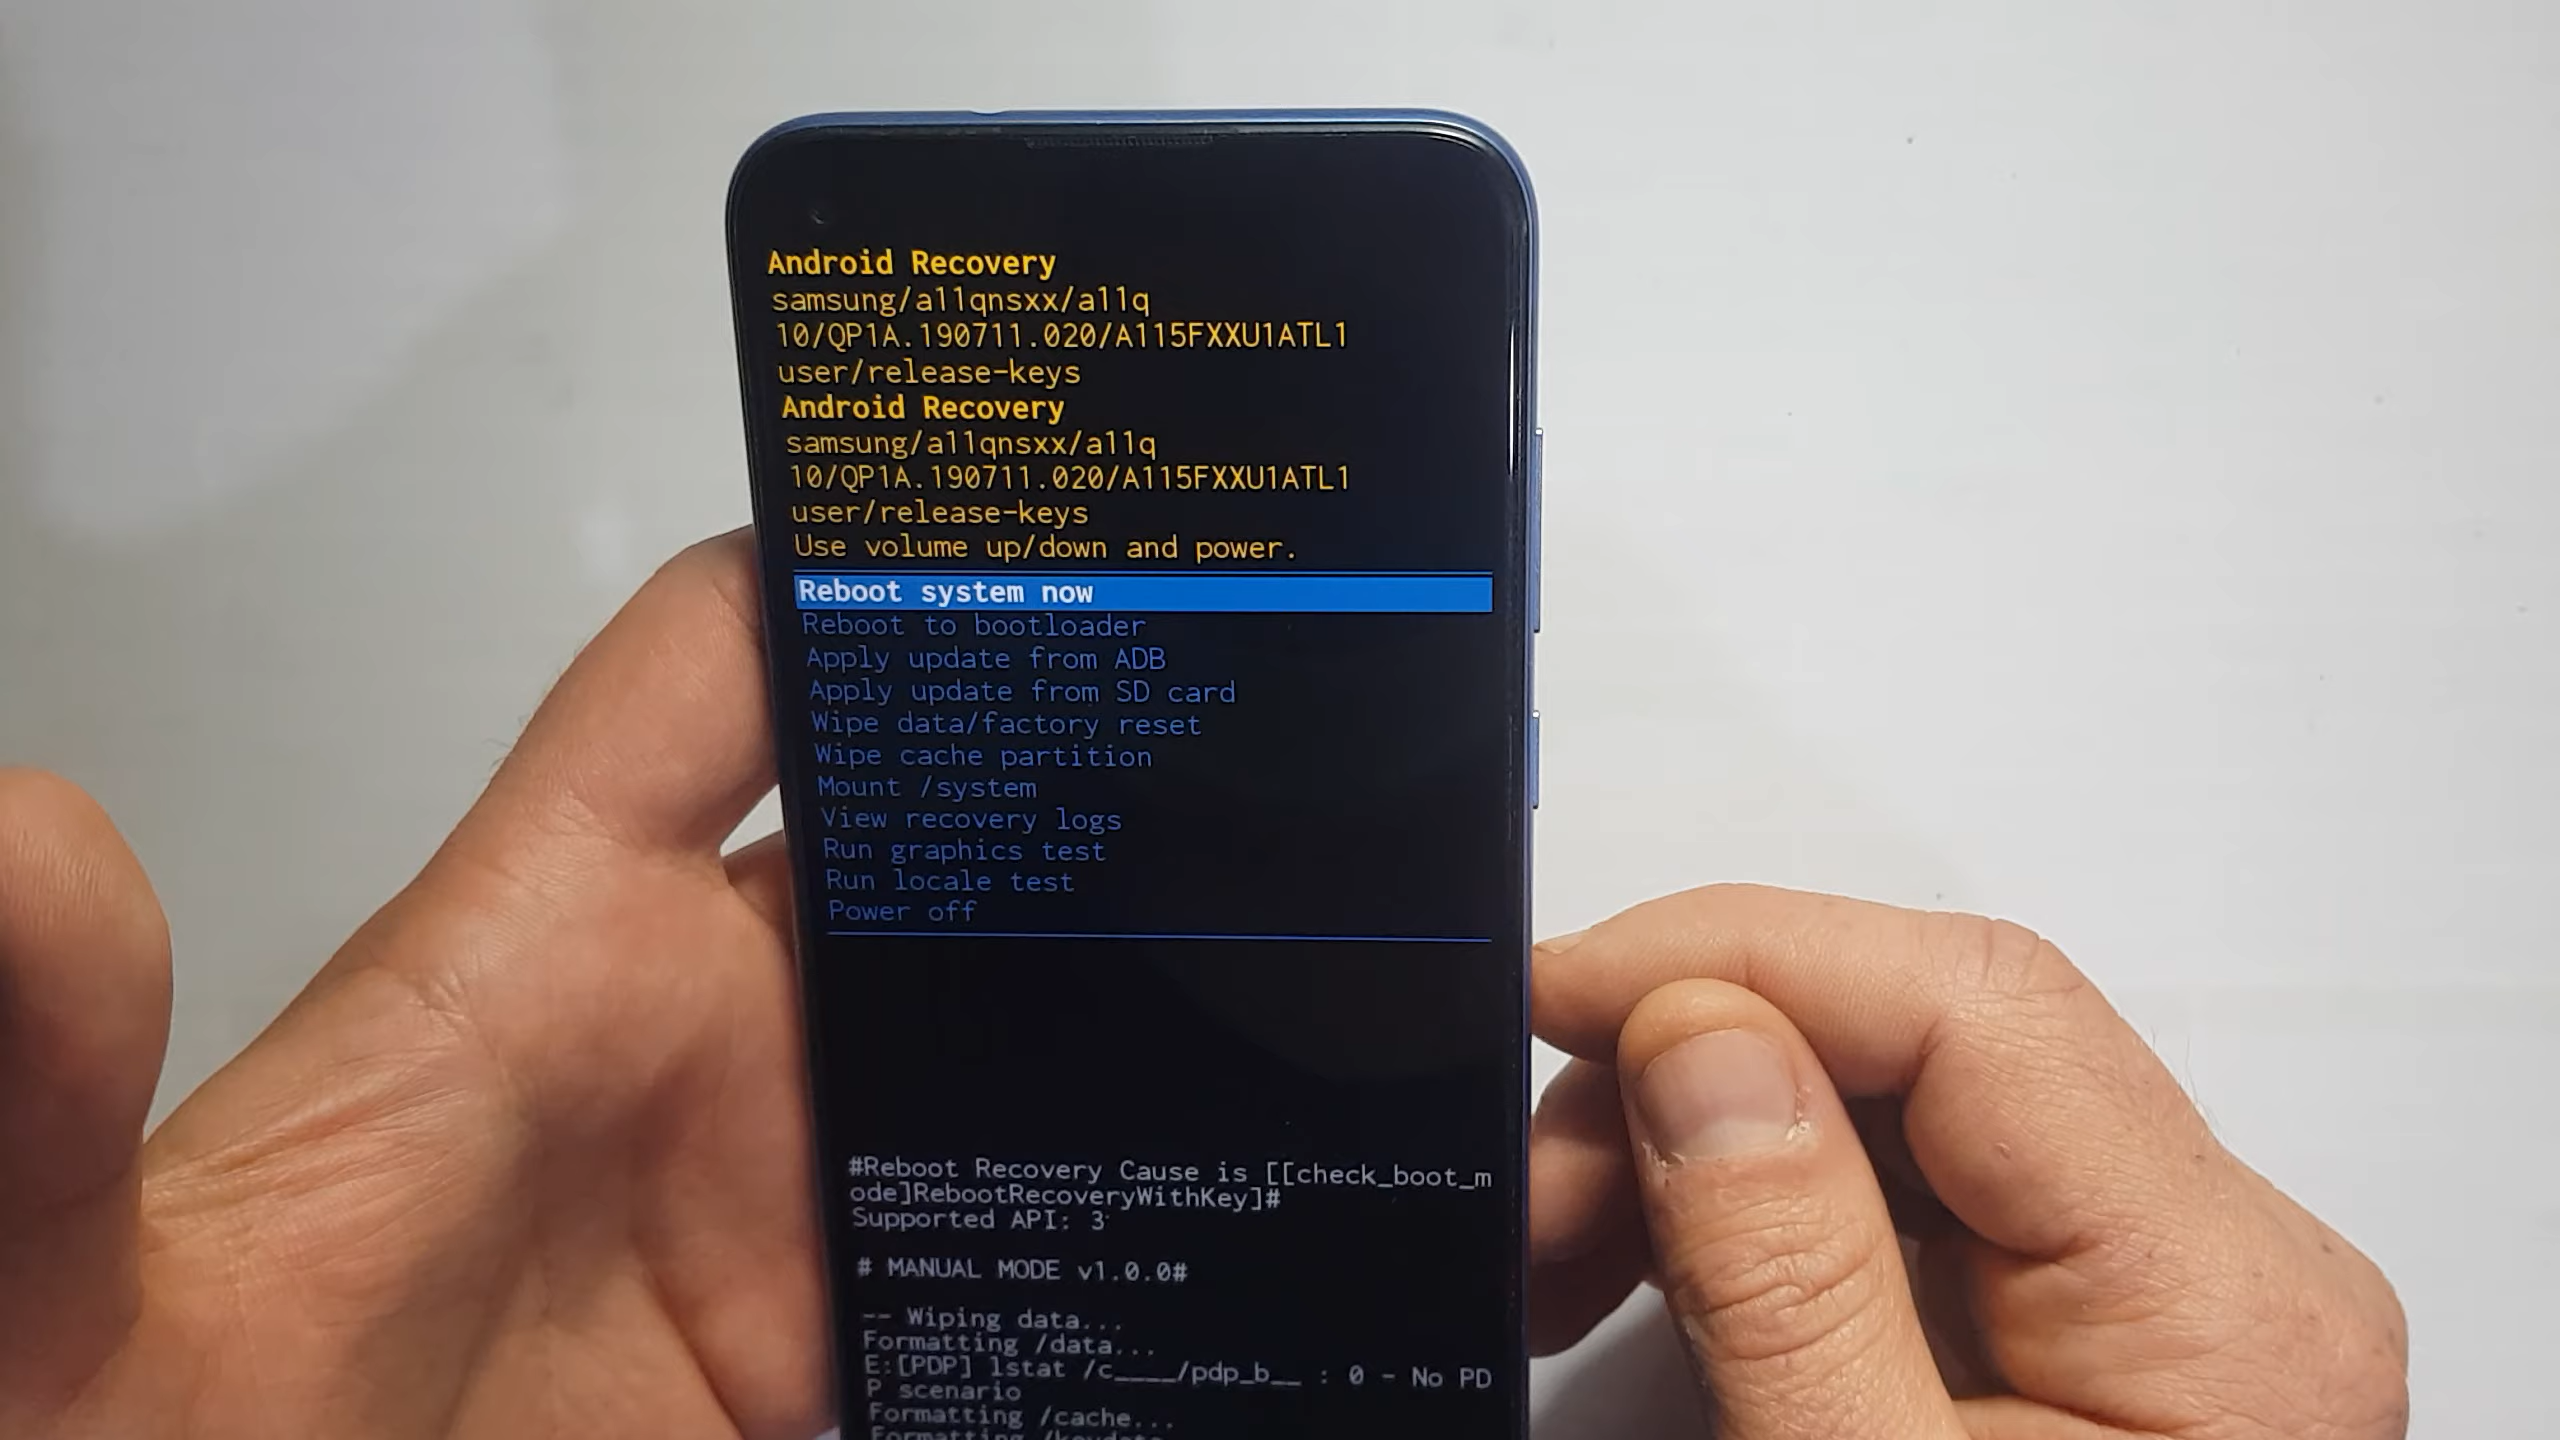 Android Recovery
samsung/a11qnsxx/a11q
10/QP1A.190711.020/A115FXXU1ATL1
user/release-keys
Android Recovery
samsung/a11qnsxx/a11q
10/QP1A.190711.020/A115FXXU1ATL1
user/release-keys
Use volume up/down and power.
Reboot system now
Reboot to bootloader
Apply update from ADB
Apply update from SD card
Wipe data/factory reset
Wipe cache partition
Mount /system
View recovery logs
Run graphics test
Run locale test
Power off
#Reboot Recovery Cause is [[check_boot_m
ode]RebootRecoveryWithKey]#
Supported API: 3
# MANUAL MODE v1.0.0#
-- Wiping data...
Formatting /data...
E:[PDP] lstat /c____/pdp_b__ : 0 - No PD
P scenario
Formatting /cache...
Formatting